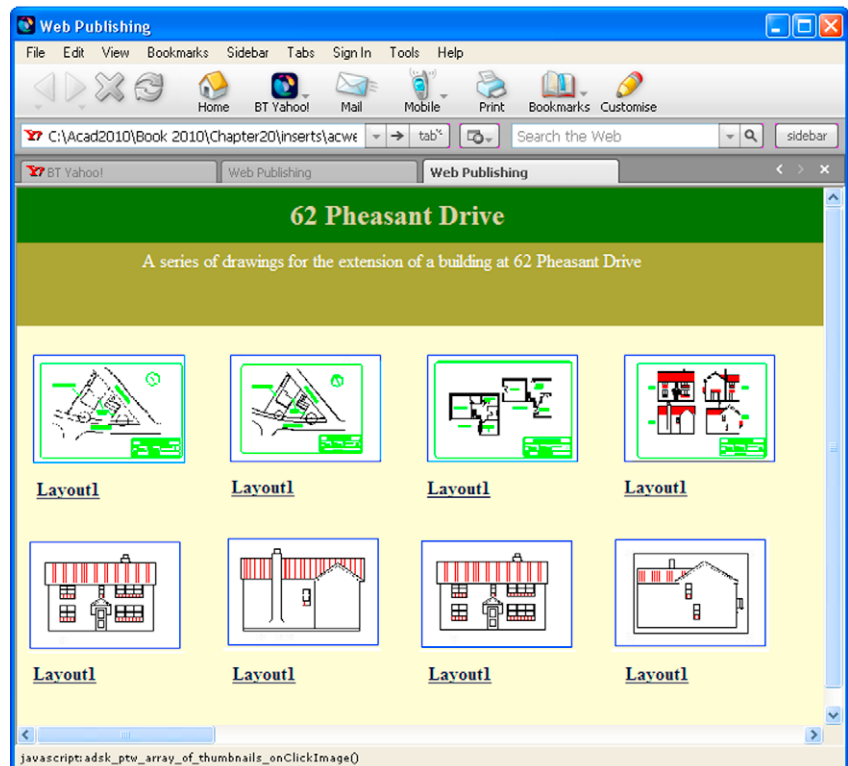 Web Publishing
File Edit View Bookmarks Sidebar Tabs Sign In Tools Help
Home BT Yahoo! Mail Mobile Print Bookmarks Customise
Y! C:\Acad2010\Book 2010\Chapter20\inserts\acwe tab Search the Web sidebar
Y! BT Yahoo! Web Publishing Web Publishing
62 Pheasant Drive
A series of drawings for the extension of a building at 62 Pheasant Drive
Layout1 Layout1 Layout1 Layout1
Layout1 Layout1 Layout1 Layout1
javascript:adsk_ptw_array_of_thumbnails_onClickImage()